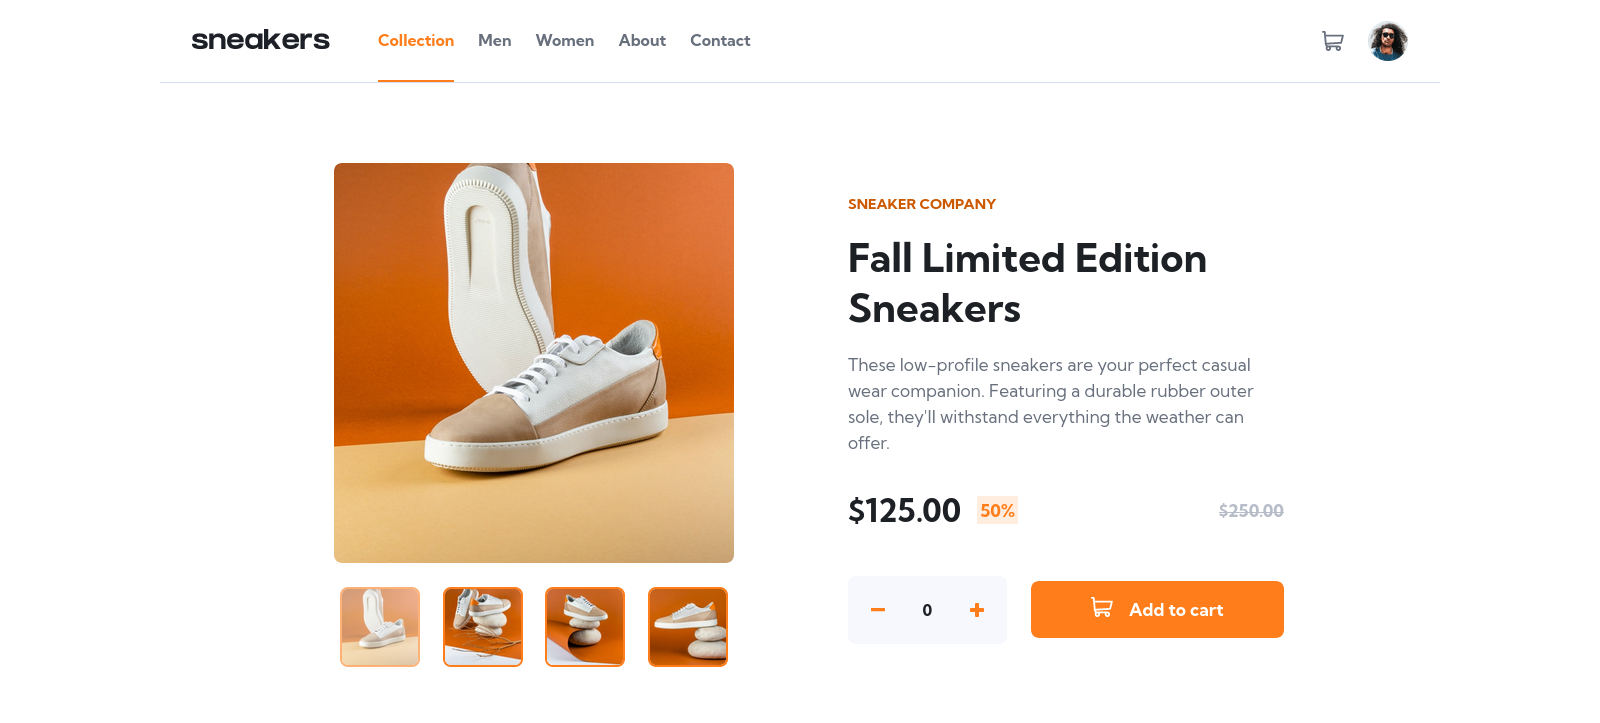 sneakers
Collection
Men
Women
About
Contact
SNEAKER COMPANY
Fall Limited Edition
Sneakers
These low-profile sneakers are your perfect casual
wear companion. Featuring a durable rubber outer
sole, they'll withstand everything the weather can
offer.
$125.00
50%
$250.00
0
Add to cart